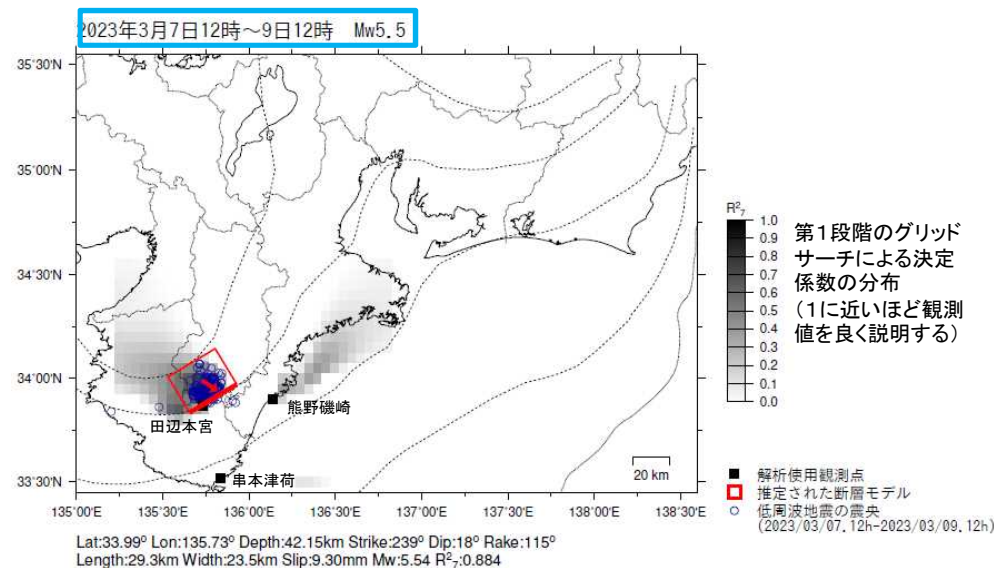 2023年3月7日12時～9日12時　Mw5.5
35°30'N
35°00'N
34°30'N
34°00'N
33°30'N
135°00'E
135°30'E
136°00'E
136°30'E
137°00'E
137°30'E
138°00'E
138°30'E
田辺本宮
熊野磯崎
串本津荷
20 km
R²₇
1.0
0.9
0.8
0.7
0.6
0.5
0.4
0.3
0.2
0.1
0.0
第１段階のグリッド
サーチによる決定
係数の分布
（１に近いほど観測
値を良く説明する）
解析使用観測点
推定された断層モデル
低周波地震の震央
(2023/03/07.12h-2023/03/09.12h)
Lat:33.99° Lon:135.73° Depth:42.15km Strike:239° Dip:18° Rake:115°
Length:29.3km Width:23.5km Slip:9.30mm Mw:5.54 R²₇:0.884